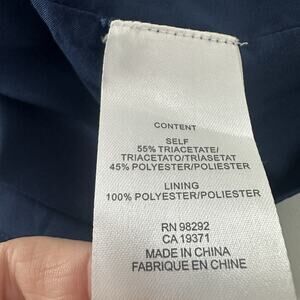 CONTENT
SELF
55% TRIACETATE/
TRIACETATO/TRIASETAT
45% POLYESTER/POLIESTER
LINING
100% POLYESTER/POLIESTER
RN 98292
CA 19371
MADE IN CHINA
FABRIQUE EN CHINE